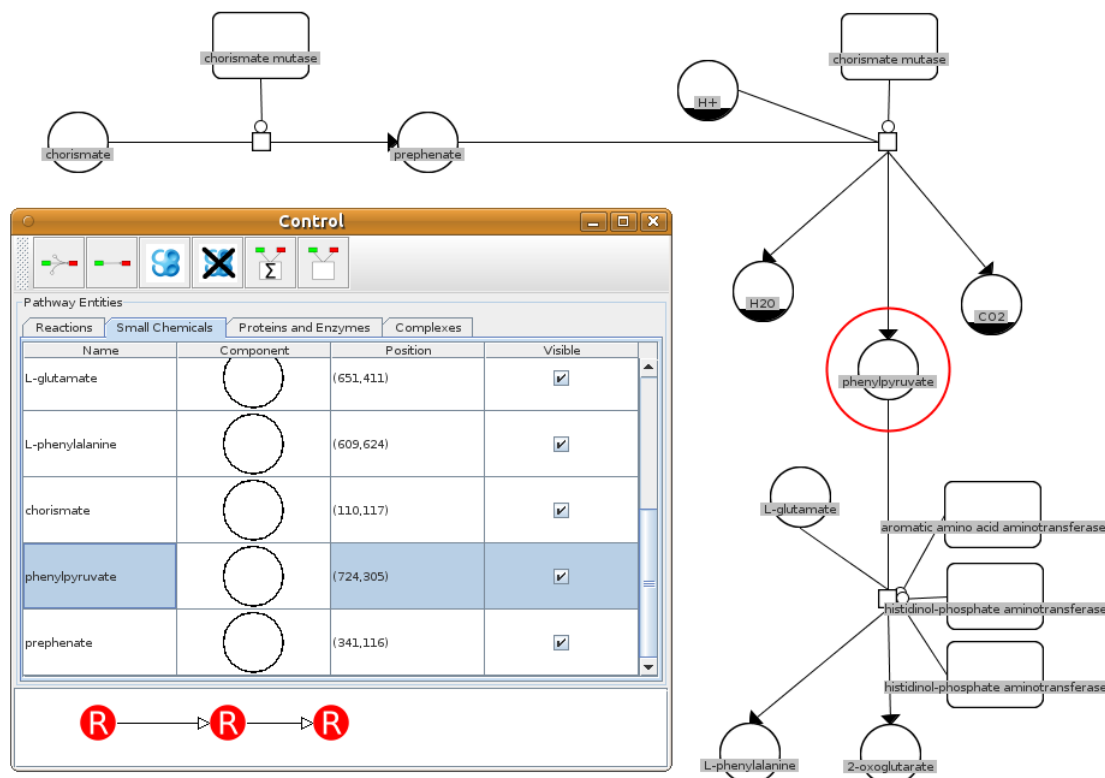 chorismate mutase
chorismate mutase
H+
chorismate
prephenate
H2O
CO2
phenylpyruvate
L-glutamate
aromatic amino acid aminotransferase
histidinol-phosphate aminotransferase
histidinol-phosphate aminotransferase
L-phenylalanine
2-oxoglutarate
Control
Σ
Pathway Entities
Reactions
Small Chemicals
Proteins and Enzymes
Complexes
Name Component Position Visible
L-glutamate (651,411)
L-phenylalanine (609,624)
chorismate (110,117)
phenylpyruvate (724,305)
prephenate (341,116)
R R R